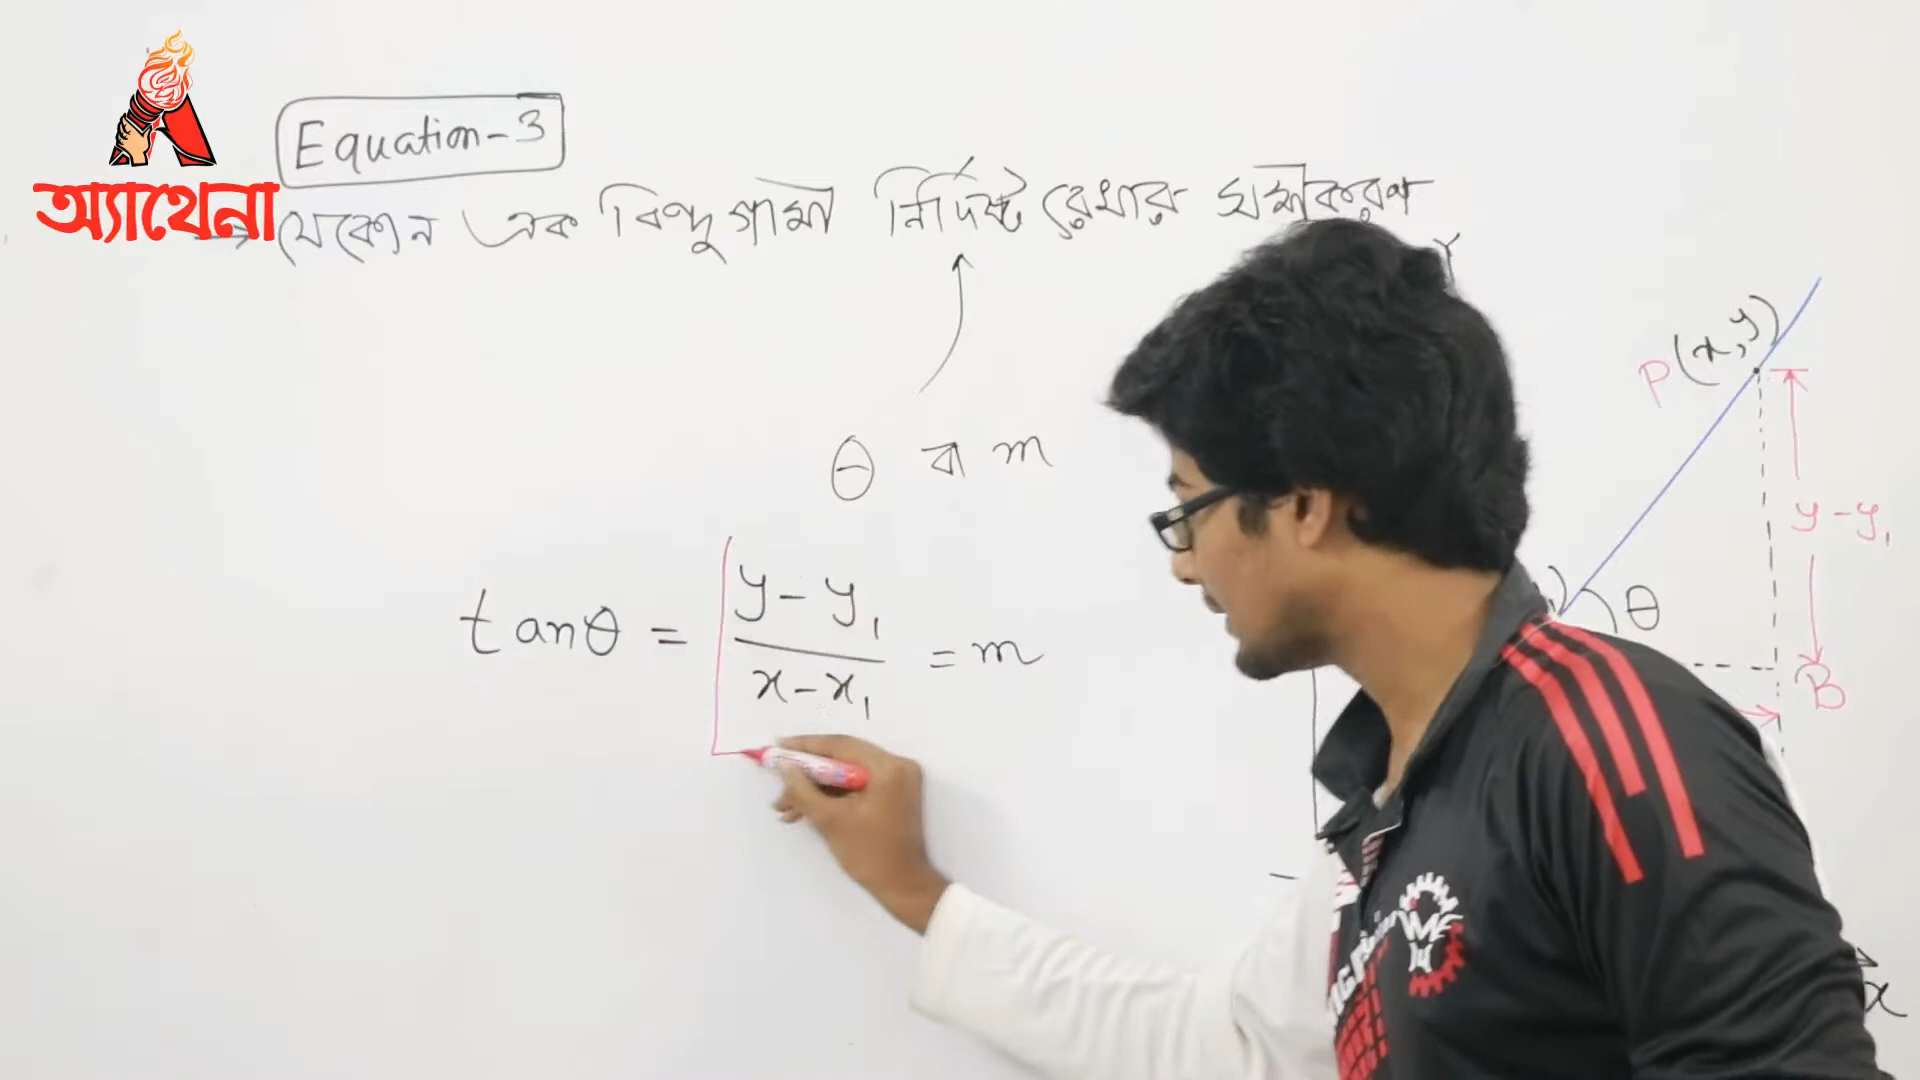 অ্যাথেনা
Equation-3
→ যেকোন এক বিন্দুগামী নির্দিষ্ট রেখার সমীকরণ
Y
P(x,y)
θ বা m
y-y₁
tanθ = y-y₁/x-x₁ = m
θ
B
x